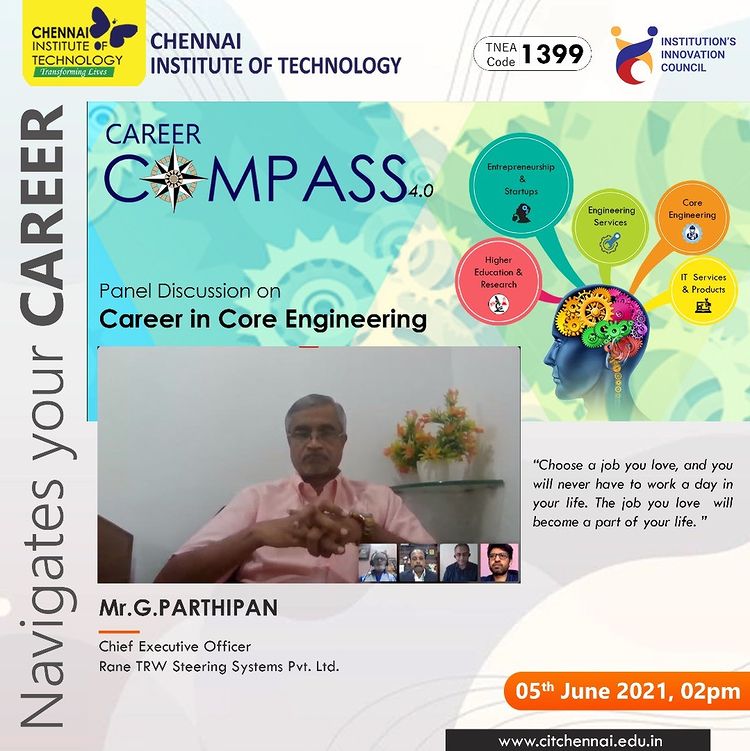 CHENNAI
INSTITUTE OF
TECHNOLOGY
Transforming Lives
CHENNAI
INSTITUTE OF TECHNOLOGY
TNEA
Code 1399
INSTITUTION'S
INNOVATION
COUNCIL
Navigates your CAREER
CAREER
COMPASS 4.0
Entrepreneurship
&
Startups
Engineering
Services
Core
Engineering
Higher
Education &
Research
IT Services
& Products
Panel Discussion on
Career in Core Engineering
"Choose a job you love, and you
will never have to work a day in
your life. The job you love will
become a part of your life. "
Mr.G.PARTHIPAN
Chief Executive Officer
Rane TRW Steering Systems Pvt. Ltd.
05th June 2021, 02pm
www.citchennai.edu.in